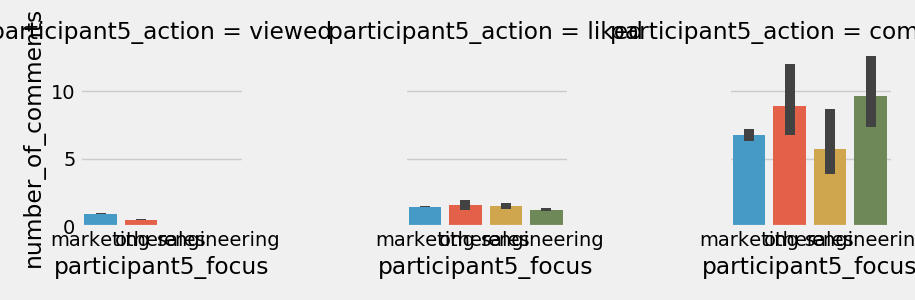 participant5_action = viewed
participant5_action = liked
participant5_action = com
number_of_comments
10
5
0
marketing other sales engineering
marketing other sales engineering
marketing other sales engineerin
participant5_focus
participant5_focus
participant5_focus